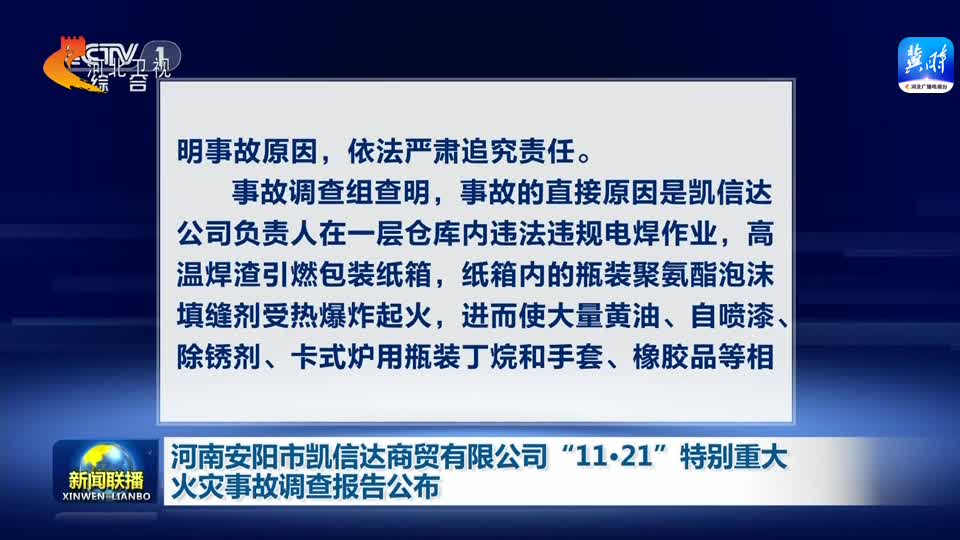 CCTV 1
河北卫视
综合
冀时
河北广播电视台
明事故原因，依法严肃追究责任。
事故调查组查明，事故的直接原因是凯信达
公司负责人在一层仓库内违法违规电焊作业，高
温焊渣引燃包装纸箱，纸箱内的瓶装聚氨酯泡沫
填缝剂受热爆炸起火，进而使大量黄油、自喷漆、
除锈剂、卡式炉用瓶装丁烷和手套、橡胶品等相
新闻联播
XINWEN LIANBO
河南安阳市凯信达商贸有限公司“11·21”特别重大
火灾事故调查报告公布